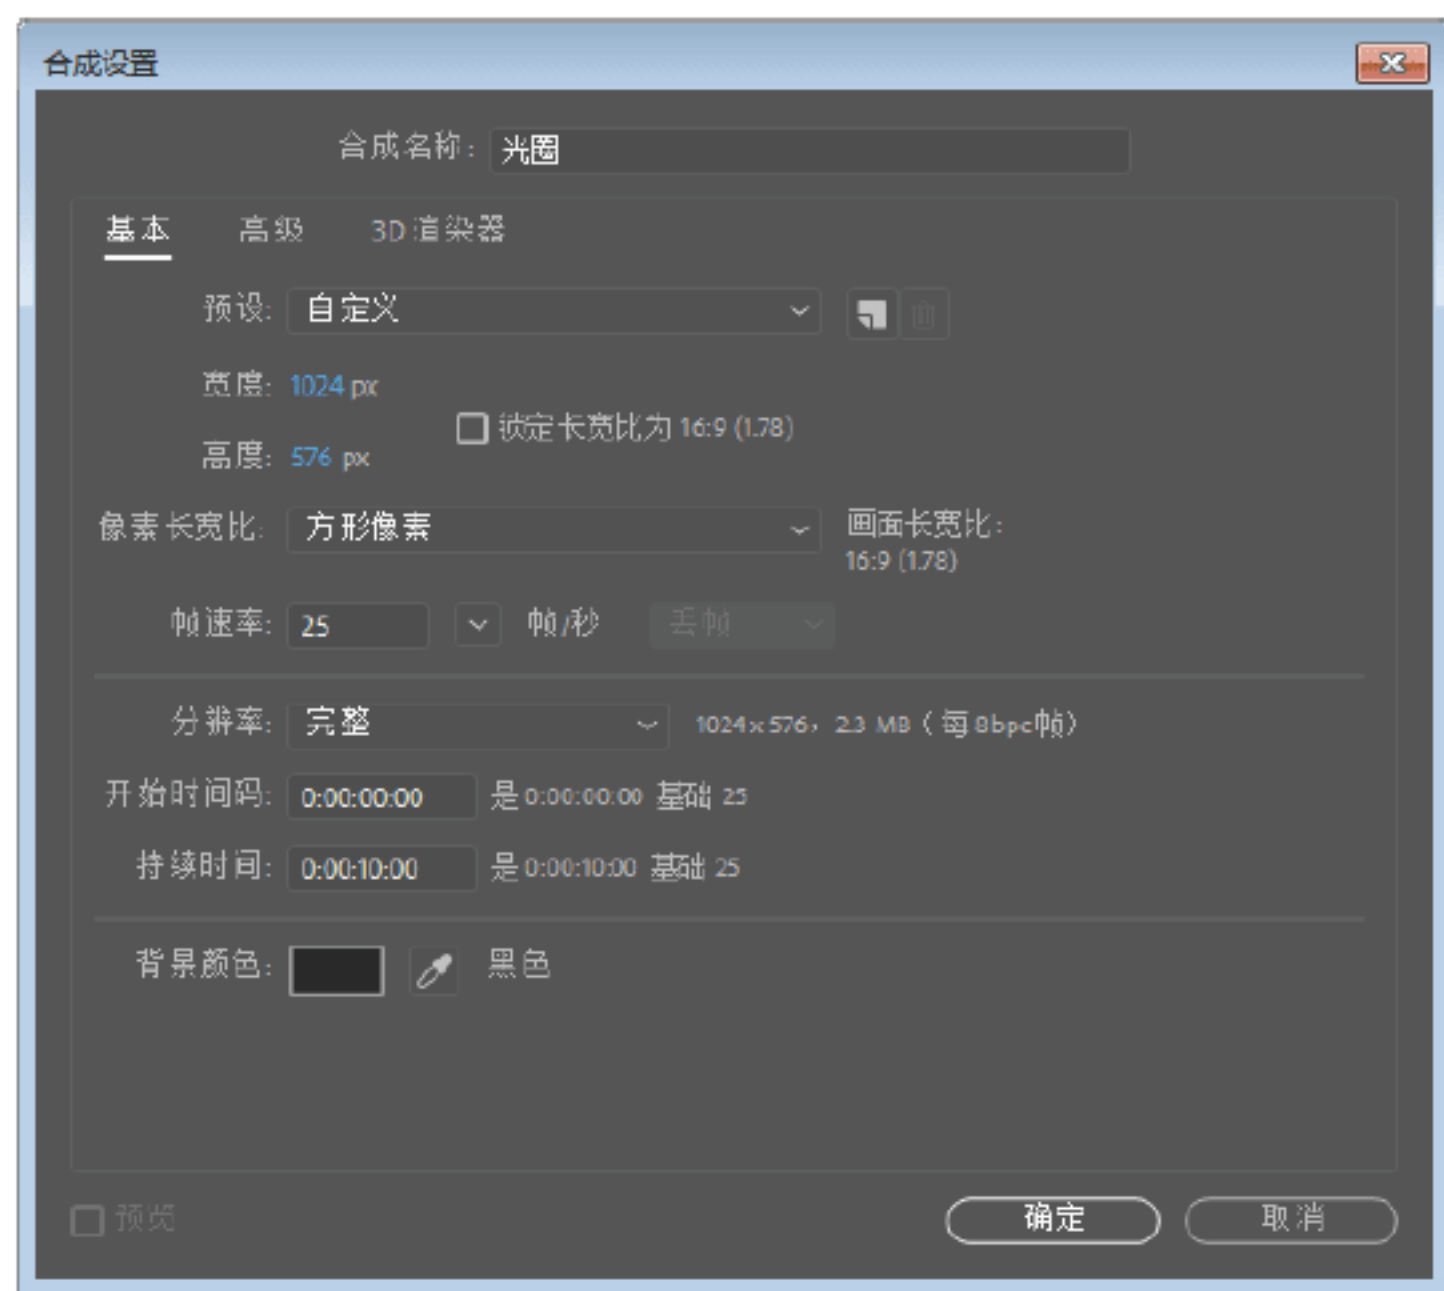 合成设置
合成名称: 光圈
基本 高级 3D 渲染器
预设: 自定义
宽度: 1024 px
锁定长宽比为 16:9 (1.78)
高度: 576 px
像素长宽比: 方形像素 画面长宽比:
16:9 (1.78)
帧速率: 25 帧/秒 丢帧
分辨率: 完整 1024 x 576, 2.3 MB (每 8bpc帧)
开始时间码: 0:00:00:00 是 0:00:00:00 基础 25
持续时间: 0:00:10:00 是 0:00:10:00 基础 25
背景颜色: 黑色
预览 确定 取消